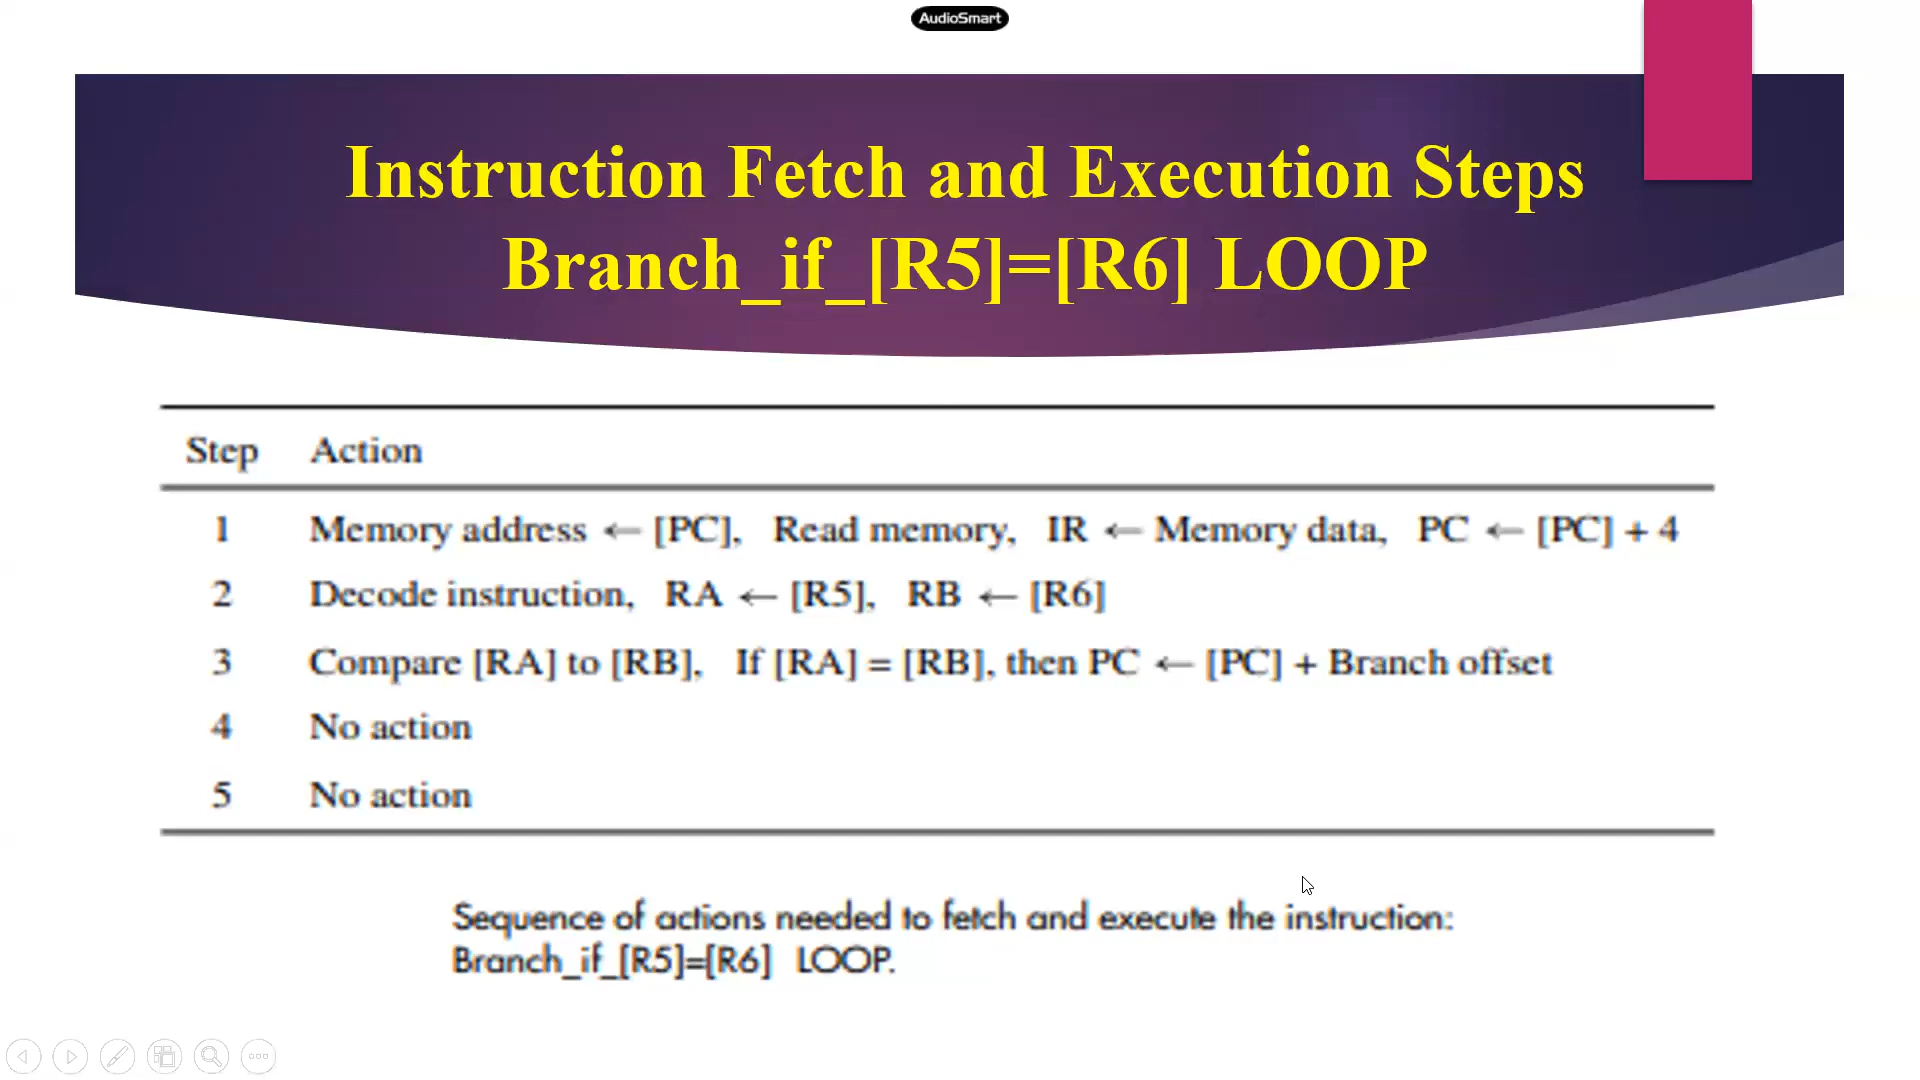 AudioSmart
Instruction Fetch and Execution Steps
Branch_if_[R5]=[R6] LOOP
Step Action
1 Memory address ← [PC], Read memory, IR ← Memory data, PC ← [PC] + 4
2 Decode instruction, RA ← [R5], RB ← [R6]
3 Compare [RA] to [RB], If [RA] = [RB], then PC ← [PC] + Branch offset
4 No action
5 No action
Sequence of actions needed to fetch and execute the instruction:
Branch_if_[R5]=[R6] LOOP.